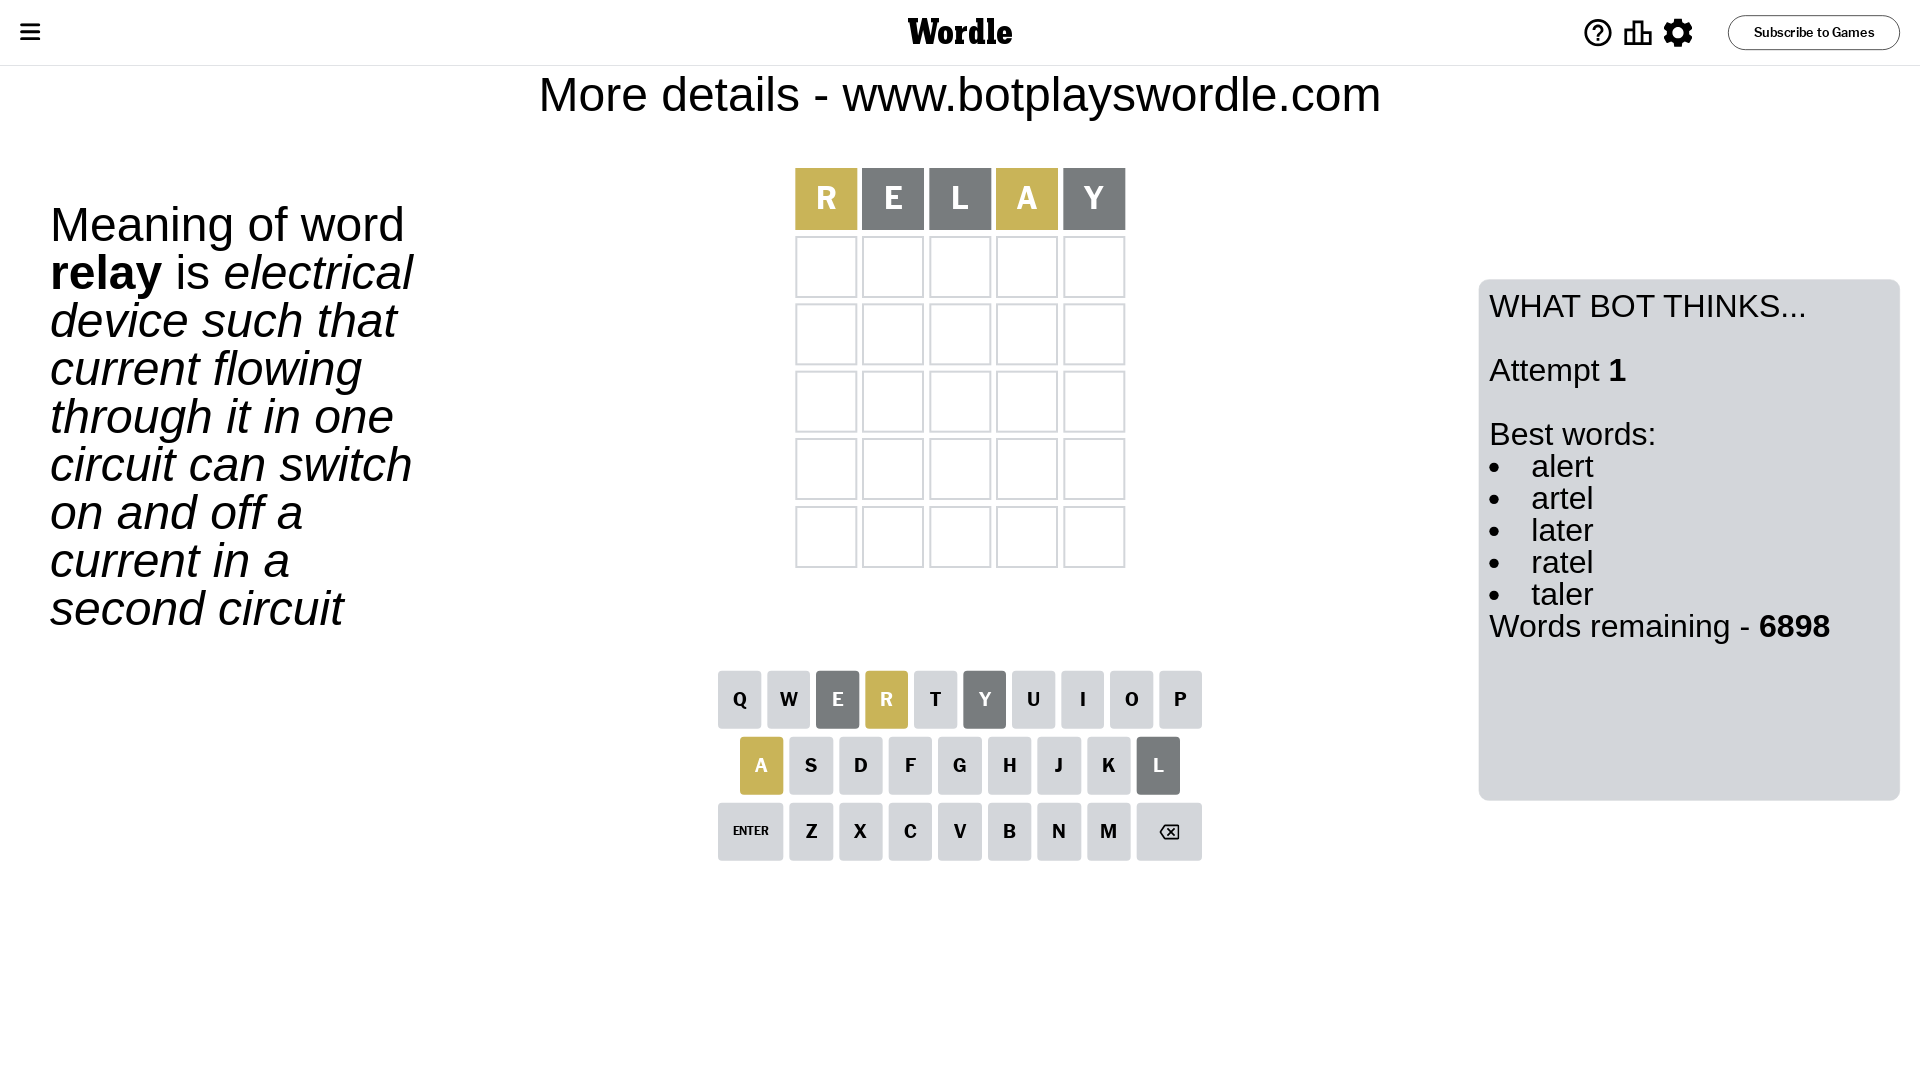 Wordle
Subscribe to Games
More details - www.botplayswordle.com
Meaning of word
relay is electrical
device such that
current flowing
through it in one
circuit can switch
on and off a
current in a
second circuit
R E L A Y
WHAT BOT THINKS...
Attempt 1
Best words:
• alert
• artel
• later
• ratel
• taler
Words remaining - 6898
Q W E R T Y U I O P
A S D F G H J K L
ENTER Z X C V B N M